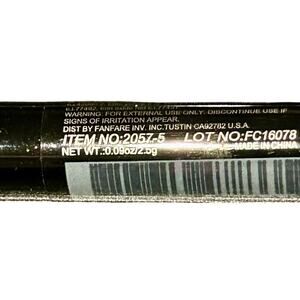 WARNING: FOR EXTERNAL USE ONLY. DISCONTINUE USE IF
SIGNS OF IRRITATION APPEAR.
DIST BY FANFARE INV. INC.TUSTIN CA92782 U.S.A.
ITEM NO:2057-5 LOT NO:FC16078
NET WT.:0.09oz/2.5g MADE IN CHINA